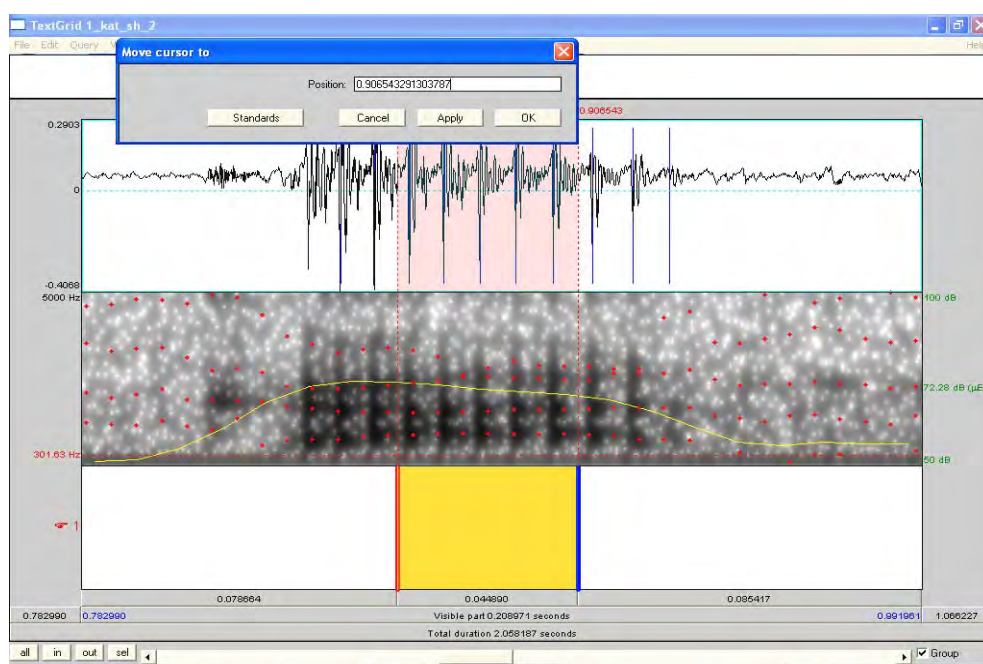 TextGrid 1_kat_sh_2
File Edit Query
Help
Move cursor to
Position: 0.906543291303787
Standards Cancel Apply OK
0.906543
0.2903
0
-0.4068
5000 Hz
100 dB
72.28 dB (µE
301.63 Hz
50 dB
1
0.078664 0.044890 0.085417
0.782990 0.782990 Visible part 0.208971 seconds 0.991961 1.066227
Total duration 2.058187 seconds
all in out sel Group